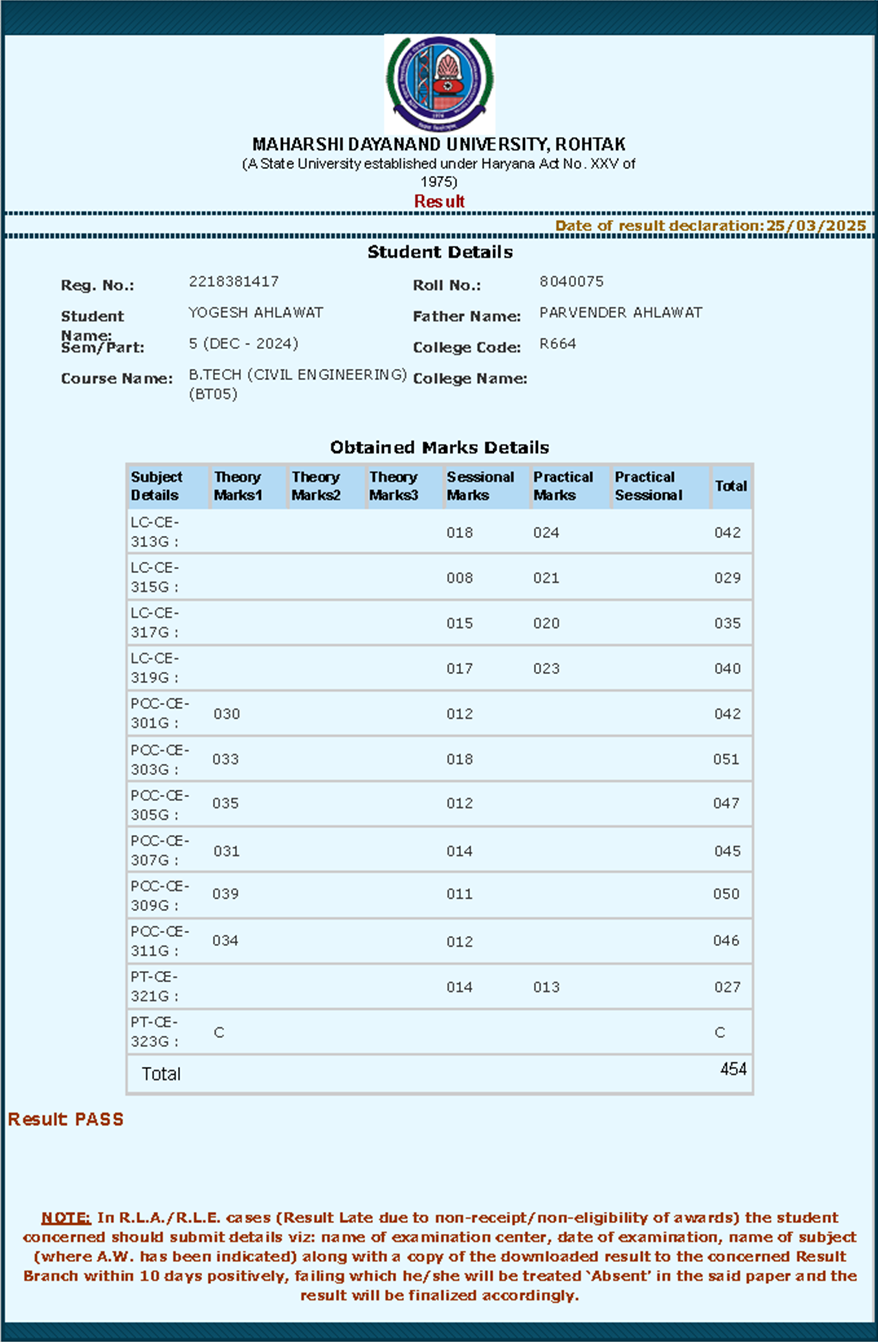 MAHARSHI DAYANAND UNIVERSITY, ROHTAK
(A State University established under Haryana Act No. XXV of
1975)
Result
Date of result declaration:25/03/2025
Student Details
Reg. No.: 2218381417 Roll No.: 8040075
Student Name: YOGESH AHLAWAT Father Name: PARVENDER AHLAWAT
Sem/Part: 5 (DEC - 2024) College Code: R664
Course Name: B.TECH (CIVIL ENGINEERING) (BT05) College Name:
Obtained Marks Details
Subject Details Theory Marks1 Theory Marks2 Theory Marks3 Sessional Marks Practical Marks Practical Sessional Total
LC-CE-313G : 018 024 042
LC-CE-315G : 008 021 029
LC-CE-317G : 015 020 035
LC-CE-319G : 017 023 040
PCC-CE-301G : 030 012 042
PCC-CE-303G : 033 018 051
PCC-CE-305G : 035 012 047
PCC-CE-307G : 031 014 045
PCC-CE-309G : 039 011 050
PCC-CE-311G : 034 012 046
PT-CE-321G : 014 013 027
PT-CE-323G : C C
Total 454
Result: PASS
NOTE: In R.L.A./R.L.E. cases (Result Late due to non-receipt/non-eligibility of awards) the student
concerned should submit details viz: name of examination center, date of examination, name of subject
(where A.W. has been indicated) along with a copy of the downloaded result to the concerned Result
Branch within 10 days positively, failing which he/she will be treated 'Absent' in the said paper and the
result will be finalized accordingly.